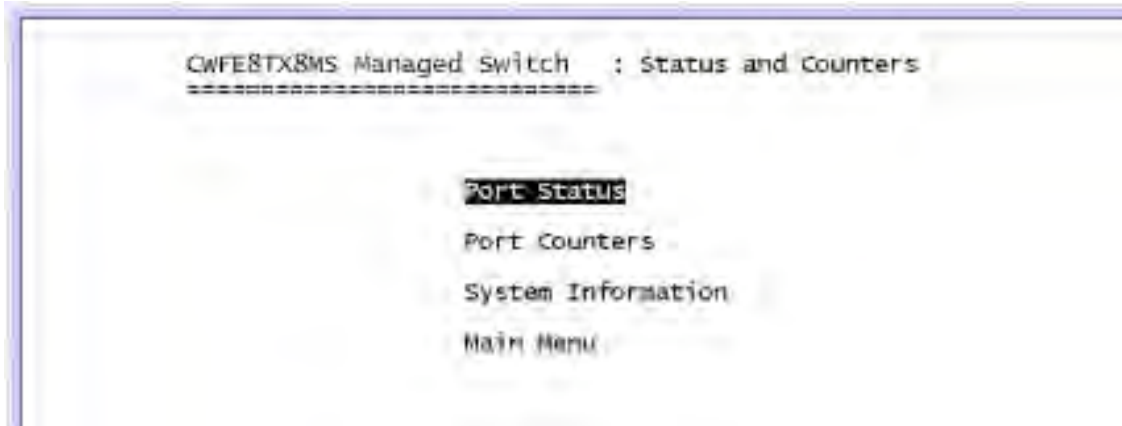 CWFE8TX8MS Managed Switch : Status and Counters
============================
Port Status
Port Counters
System Information
Main Menu